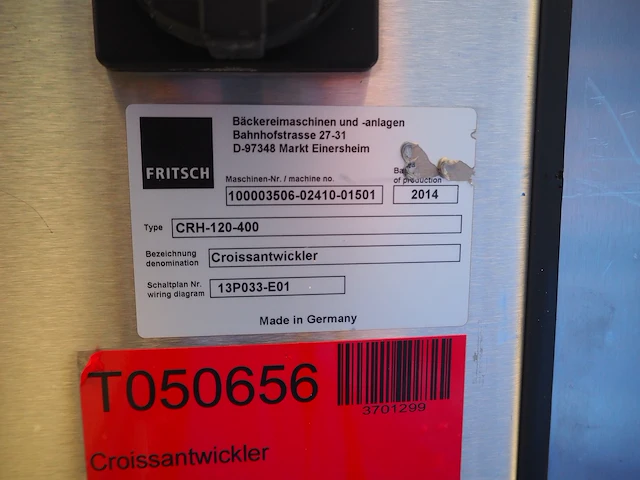 FRITSCH
Bäckereimaschinen und -anlagen
Bahnhofstrasse 27-31
D-97348 Markt Einersheim
Maschinen-Nr. / machine no.
of production
100003506-02410-01501
2014
Type CRH-120-400
Bezeichnung
denomination
Croissantwickler
Schaltplan Nr.
wiring diagram
13P033-E01
Made in Germany
T050656
3701299
Croissantwickler